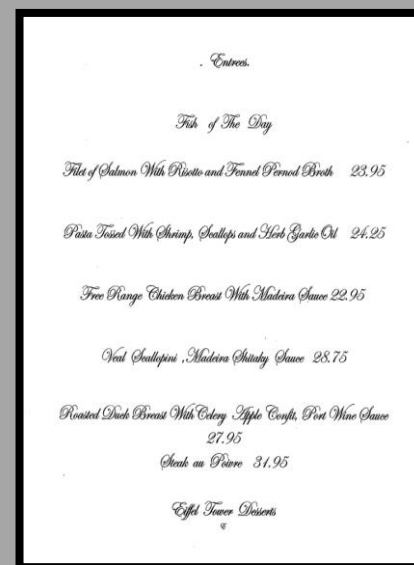 . Entrees.
Fish of The Day
Filet of Salmon With Risotto and Fennel Pernod Broth 23.95
Pasta Tossed With Shrimp, Scallops and Herb Garlic Oil 24.25
Free Range Chicken Breast With Madeira Sauce 22.95
Veal Scallopini , Madeira Shitaky Sauce 28.75
Roasted Duck Breast With Celery Apple Confit, Port Wine Sauce
27.95
Steak au Poivre 31.95
Eiffel Tower Desserts